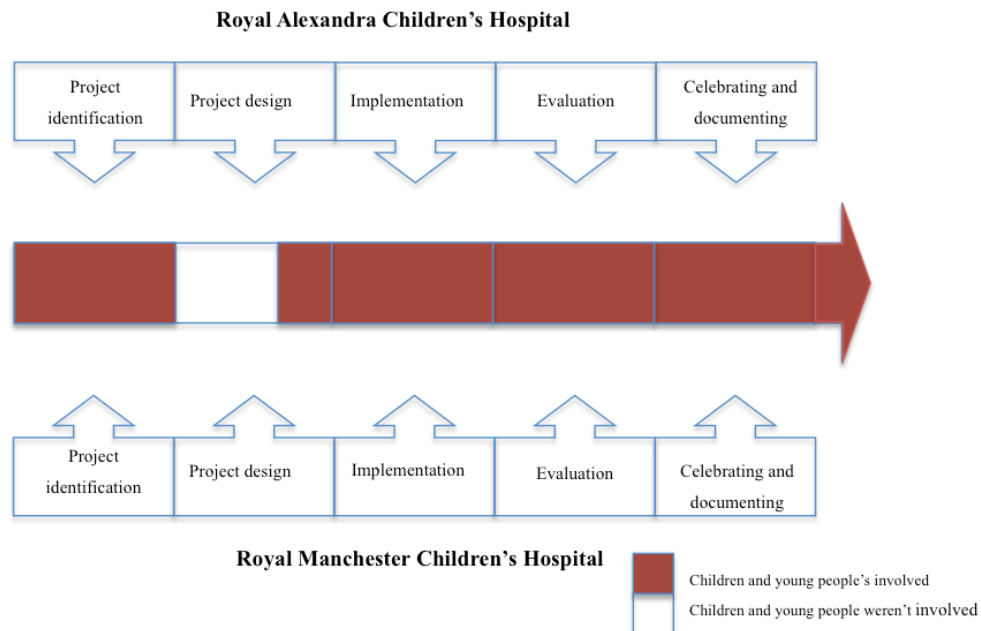 Royal Alexandra Children’s Hospital
Project
identification
Project design
Implementation
Evaluation
Celebrating and
documenting
Project
identification
Project design
Implementation
Evaluation
Celebrating and
documenting
Royal Manchester Children’s Hospital
Children and young people’s involved
Children and young people weren’t involved